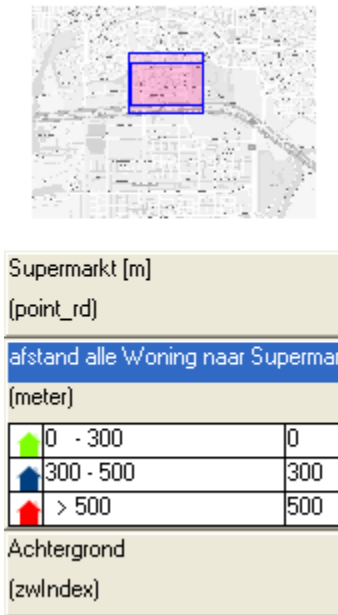 Supermarkt [m]
(point_rd)
afstand alle Woning naar Supermar
(meter)
0 - 300 0
300 - 500 300
> 500 500
Achtergrond
(zwIndex)